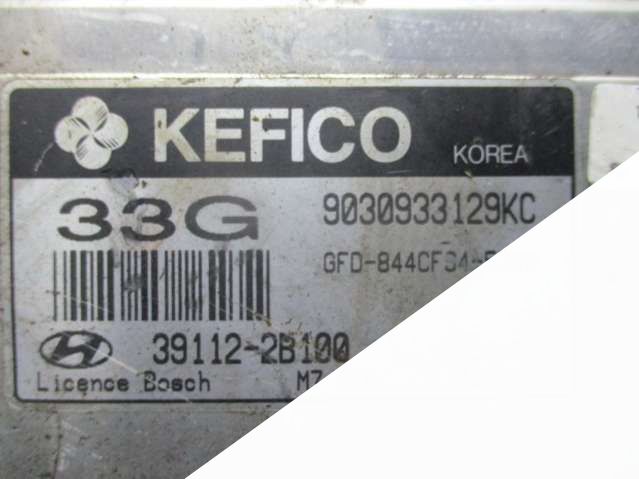 KEFICO KOREA
33G 9030933129KC
39112-2B100
Licence Bosch M7